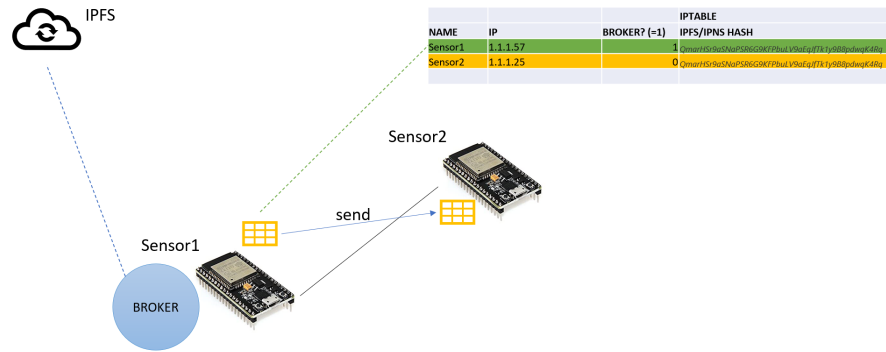 IPFS
IPTABLE
NAME IP BROKER? (=1) IPFS/IPNS HASH
Sensor1 1.1.1.57 1 QmarHSr9aSNaPSR6G9KFPbuLV9aEqJfTk1y9B8pdwqK4Rq
Sensor2 1.1.1.25 0 QmarHSr9aSNaPSR6G9KFPbuLV9aEqJfTk1y9B8pdwqK4Rq
Sensor2
send
Sensor1
BROKER